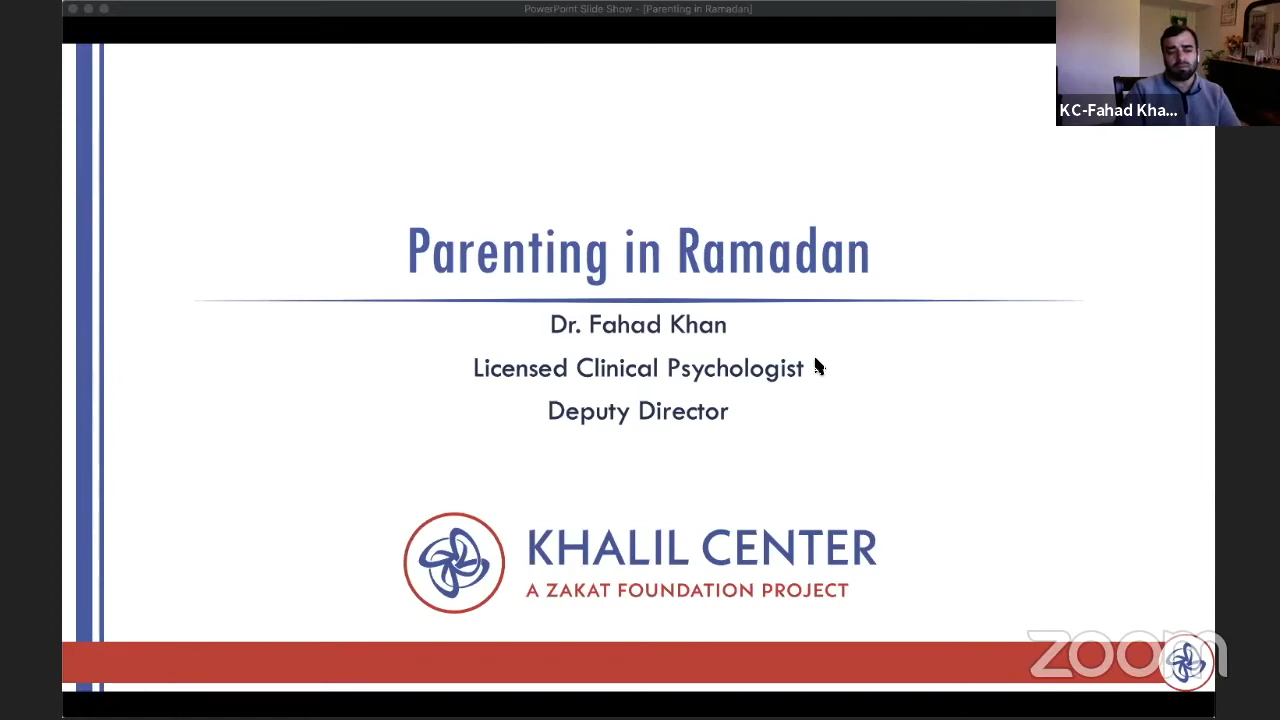 PowerPoint Slide Show - [Parenting in Ramadan]
KC-Fahad Kha...
Parenting in Ramadan
Dr. Fahad Khan
Licensed Clinical Psychologist
Deputy Director
KHALIL CENTER
A ZAKAT FOUNDATION PROJECT
zoom